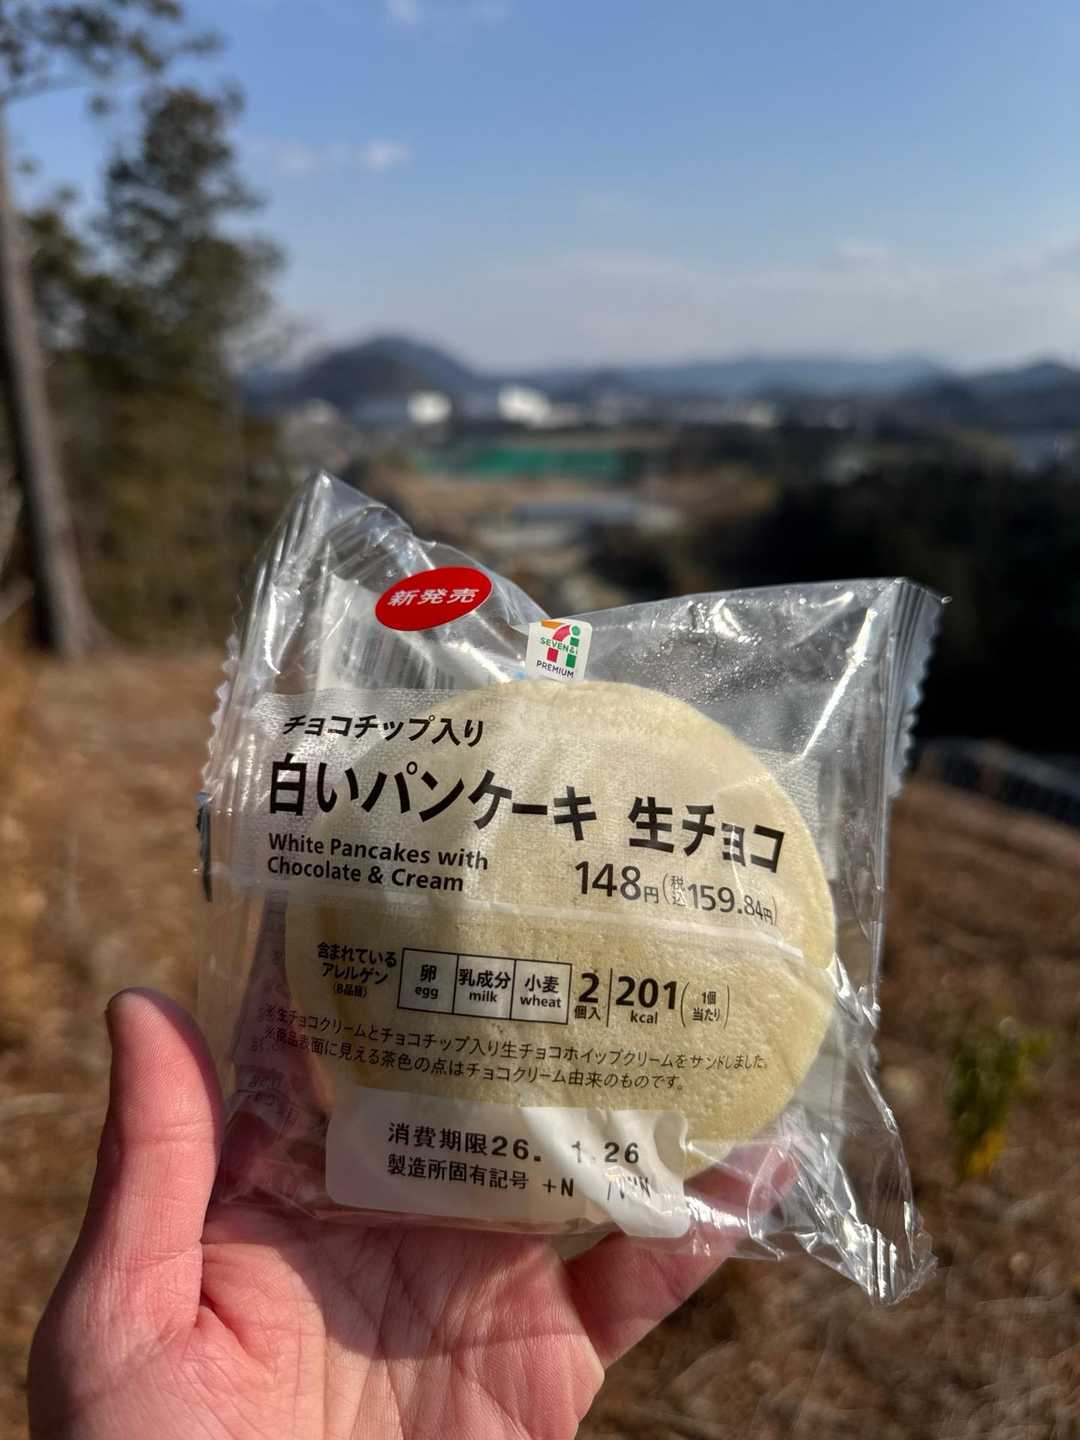 新発売
SEVEN&i
PREMIUM
チョコチップ入り
白いパンケーキ 生チョコ
White Pancakes with
Chocolate & Cream
148円(税込159.84円)
含まれている
アレルゲン
(8品目)
卵
egg
乳成分
milk
小麦
wheat
2
個入
201
kcal
(1個
当たり)
※生チョコクリームとチョコチップ入り生チョコホイップクリームをサンドしました。
※商品表面に見える茶色の点はチョコクリーム由来のものです。
消費期限26. 1.26
製造所固有記号 +N